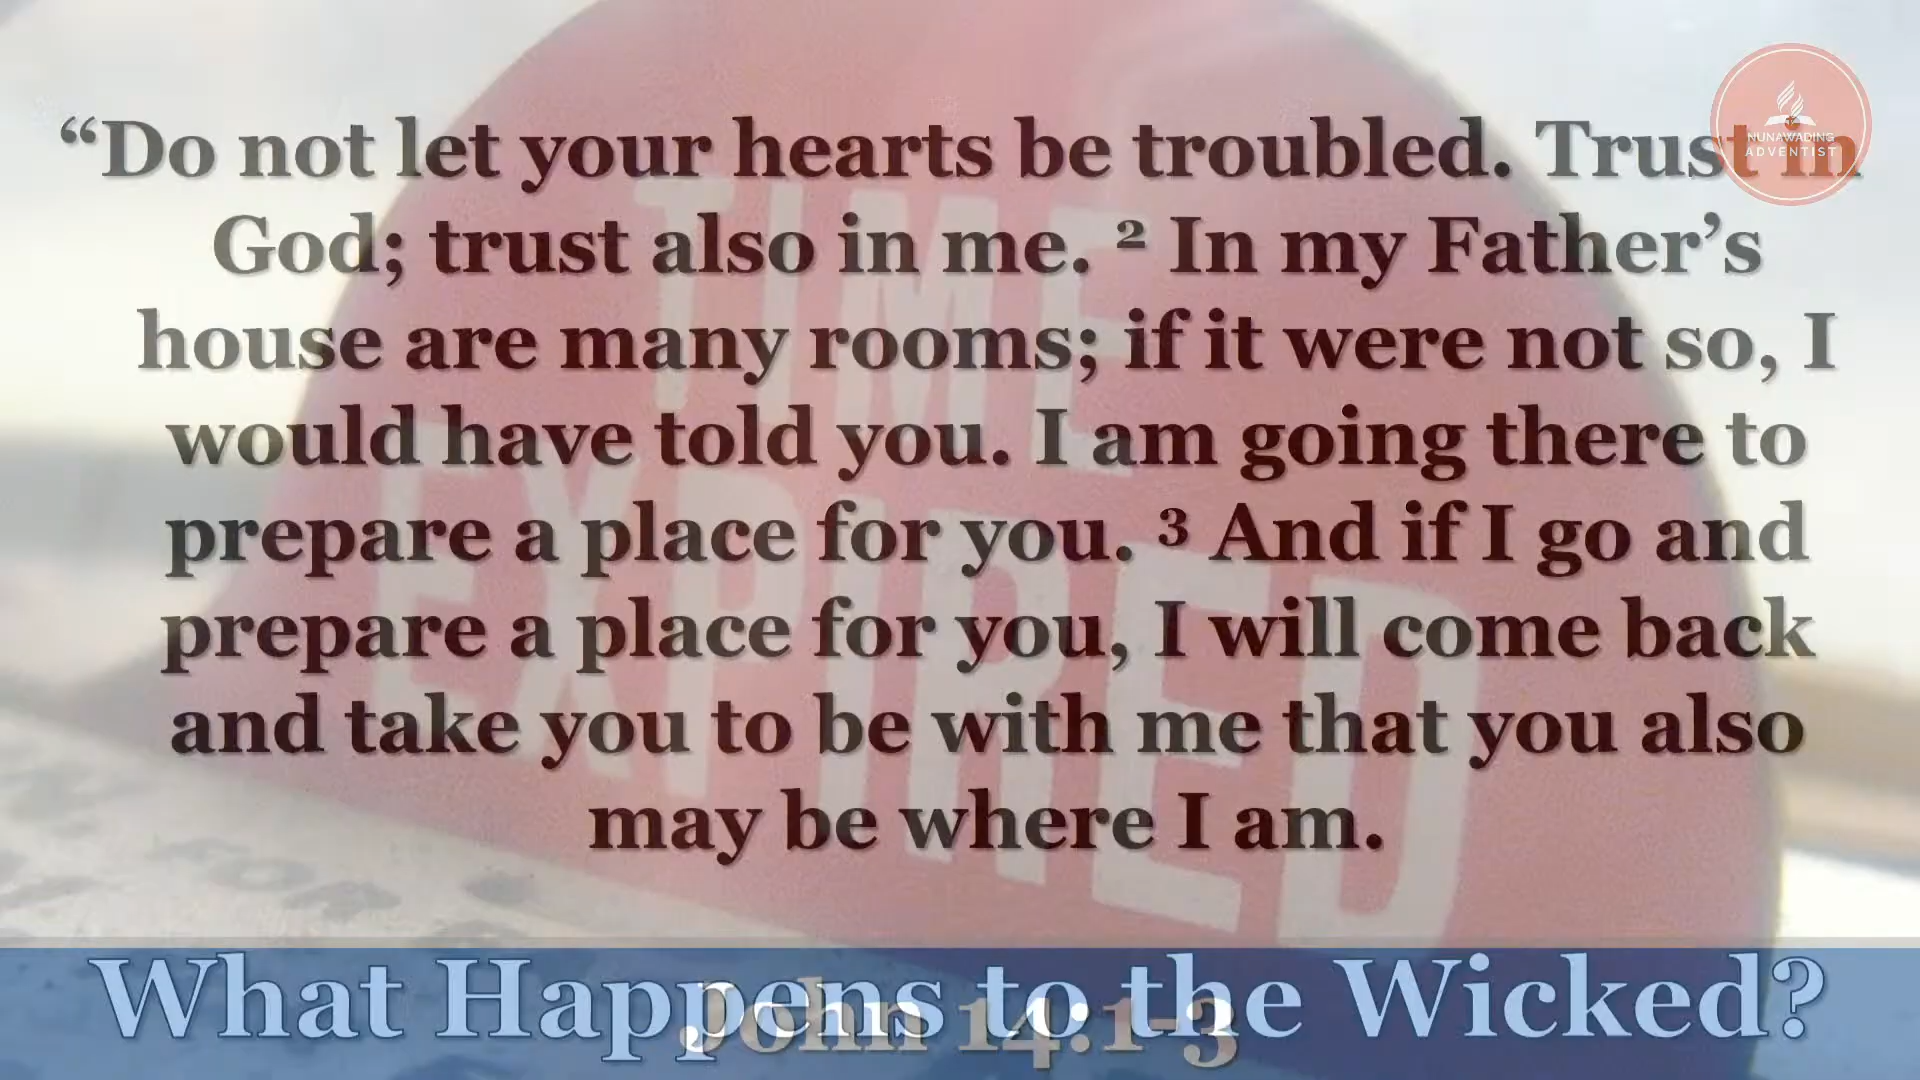 “Do not let your hearts be troubled. Trust in
God; trust also in me. ² In my Father’s
house are many rooms; if it were not so, I
would have told you. I am going there to
prepare a place for you. ³ And if I go and
prepare a place for you, I will come back
and take you to be with me that you also
may be where I am.
NUNAWADING
ADVENTIST
TIME
EXPIRED
What Happens to the Wicked?
John 14:1-3